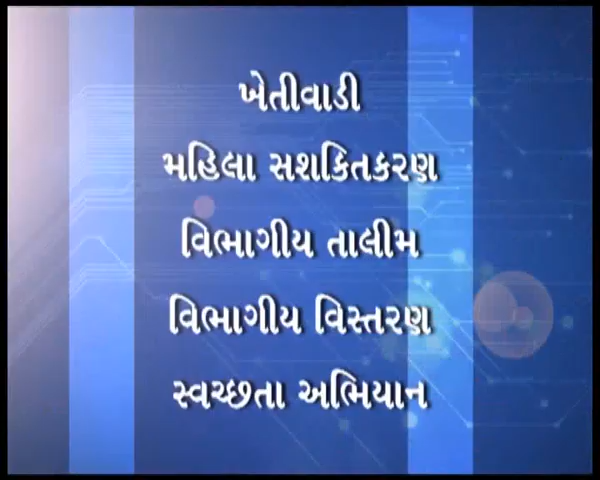 ખેતીવાડી
મહિલા સશકિતકરણ
વિભાગીય તાલીમ
વિભાગીય વિસ્તરણ
સ્વચ્છતા અભિયાન